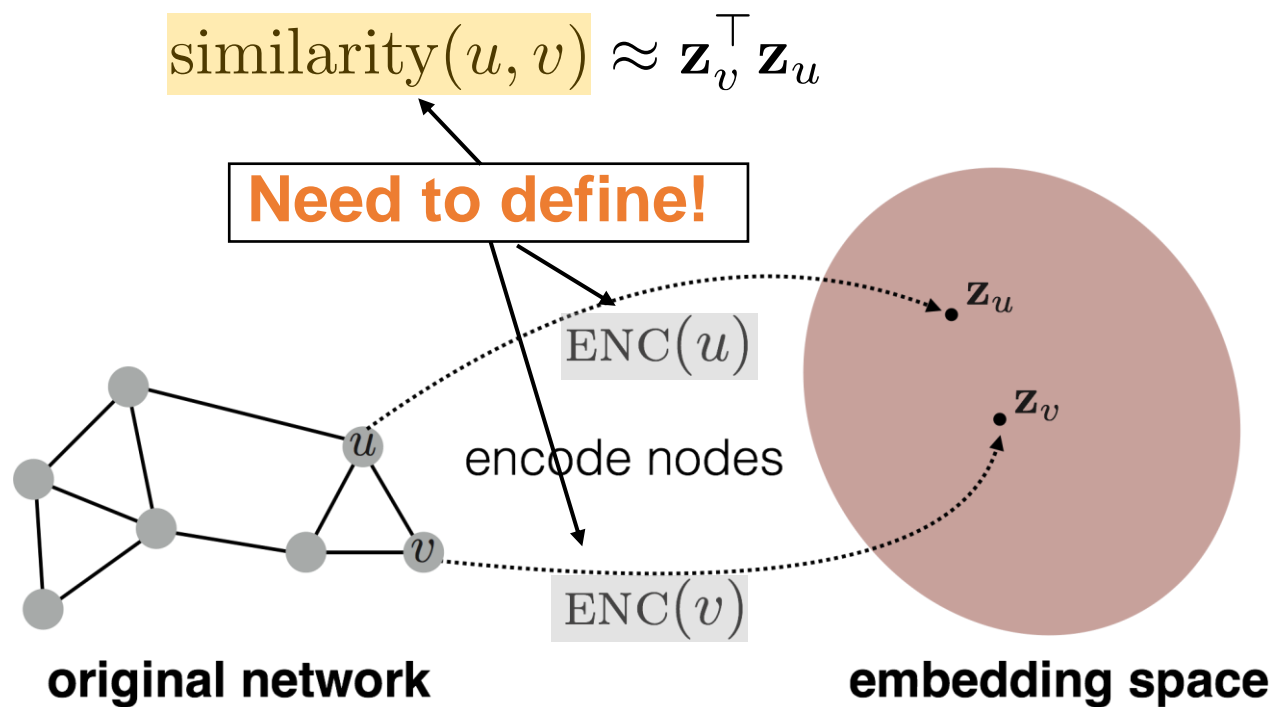 similarity(u, v) ≈ z_v^⊤ z_u
Need to define!
z_u
ENC(u)
z_v
u
encode nodes
v
ENC(v)
original network
embedding space